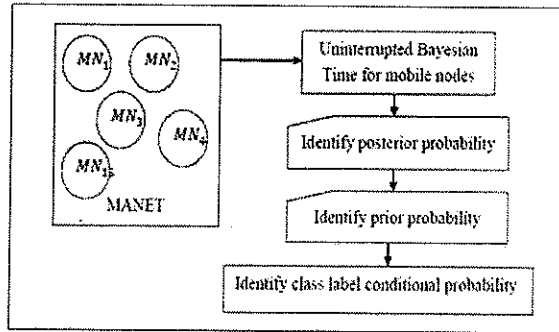 MN1
MN2
MN3
MN4
MANET
Uninterrupted Bayesian
Time for mobile nodes
Identify posterior probability
Identify prior probability
Identify class label conditional probability